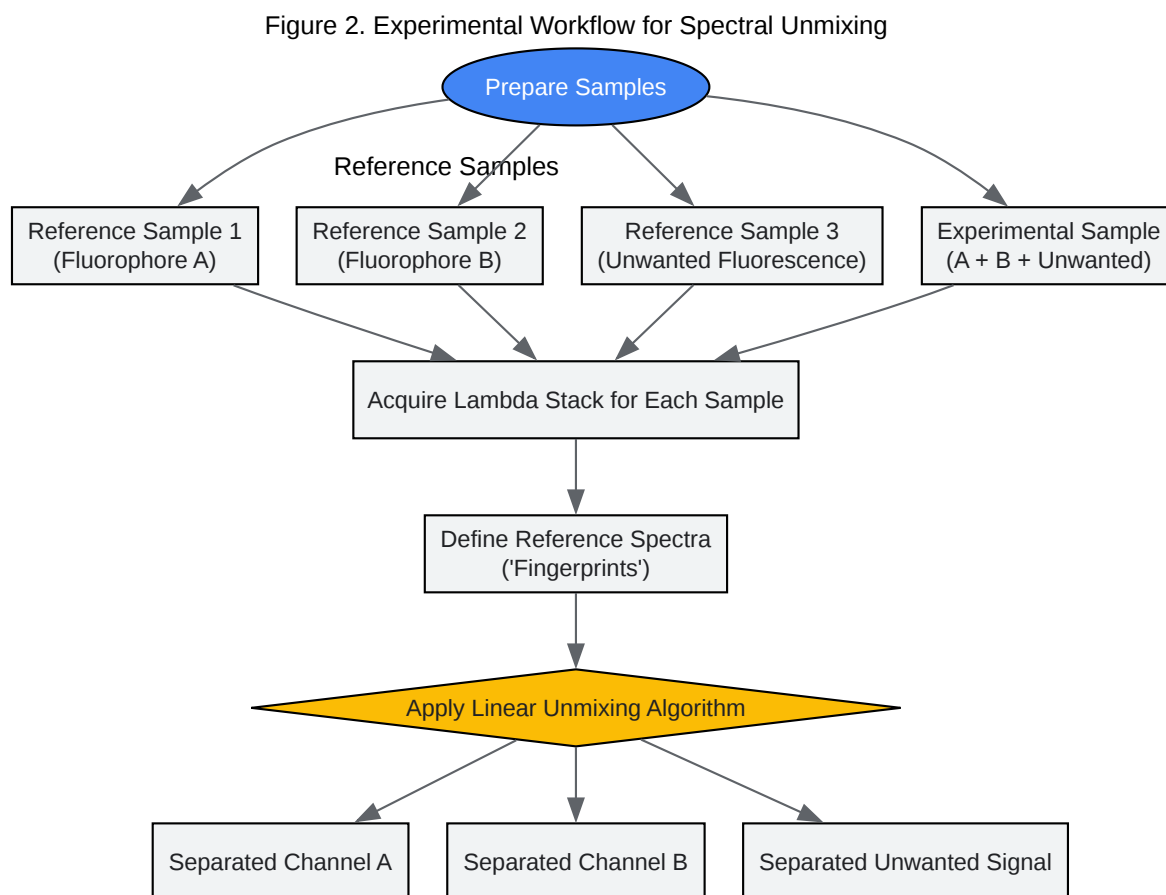 Figure 2. Experimental Workflow for Spectral Unmixing
Prepare Samples
Reference Samples
Reference Sample 1
(Fluorophore A)
Reference Sample 2
(Fluorophore B)
Reference Sample 3
(Unwanted Fluorescence)
Experimental Sample
(A + B + Unwanted)
Acquire Lambda Stack for Each Sample
Define Reference Spectra
('Fingerprints')
Apply Linear Unmixing Algorithm
Separated Channel A
Separated Channel B
Separated Unwanted Signal